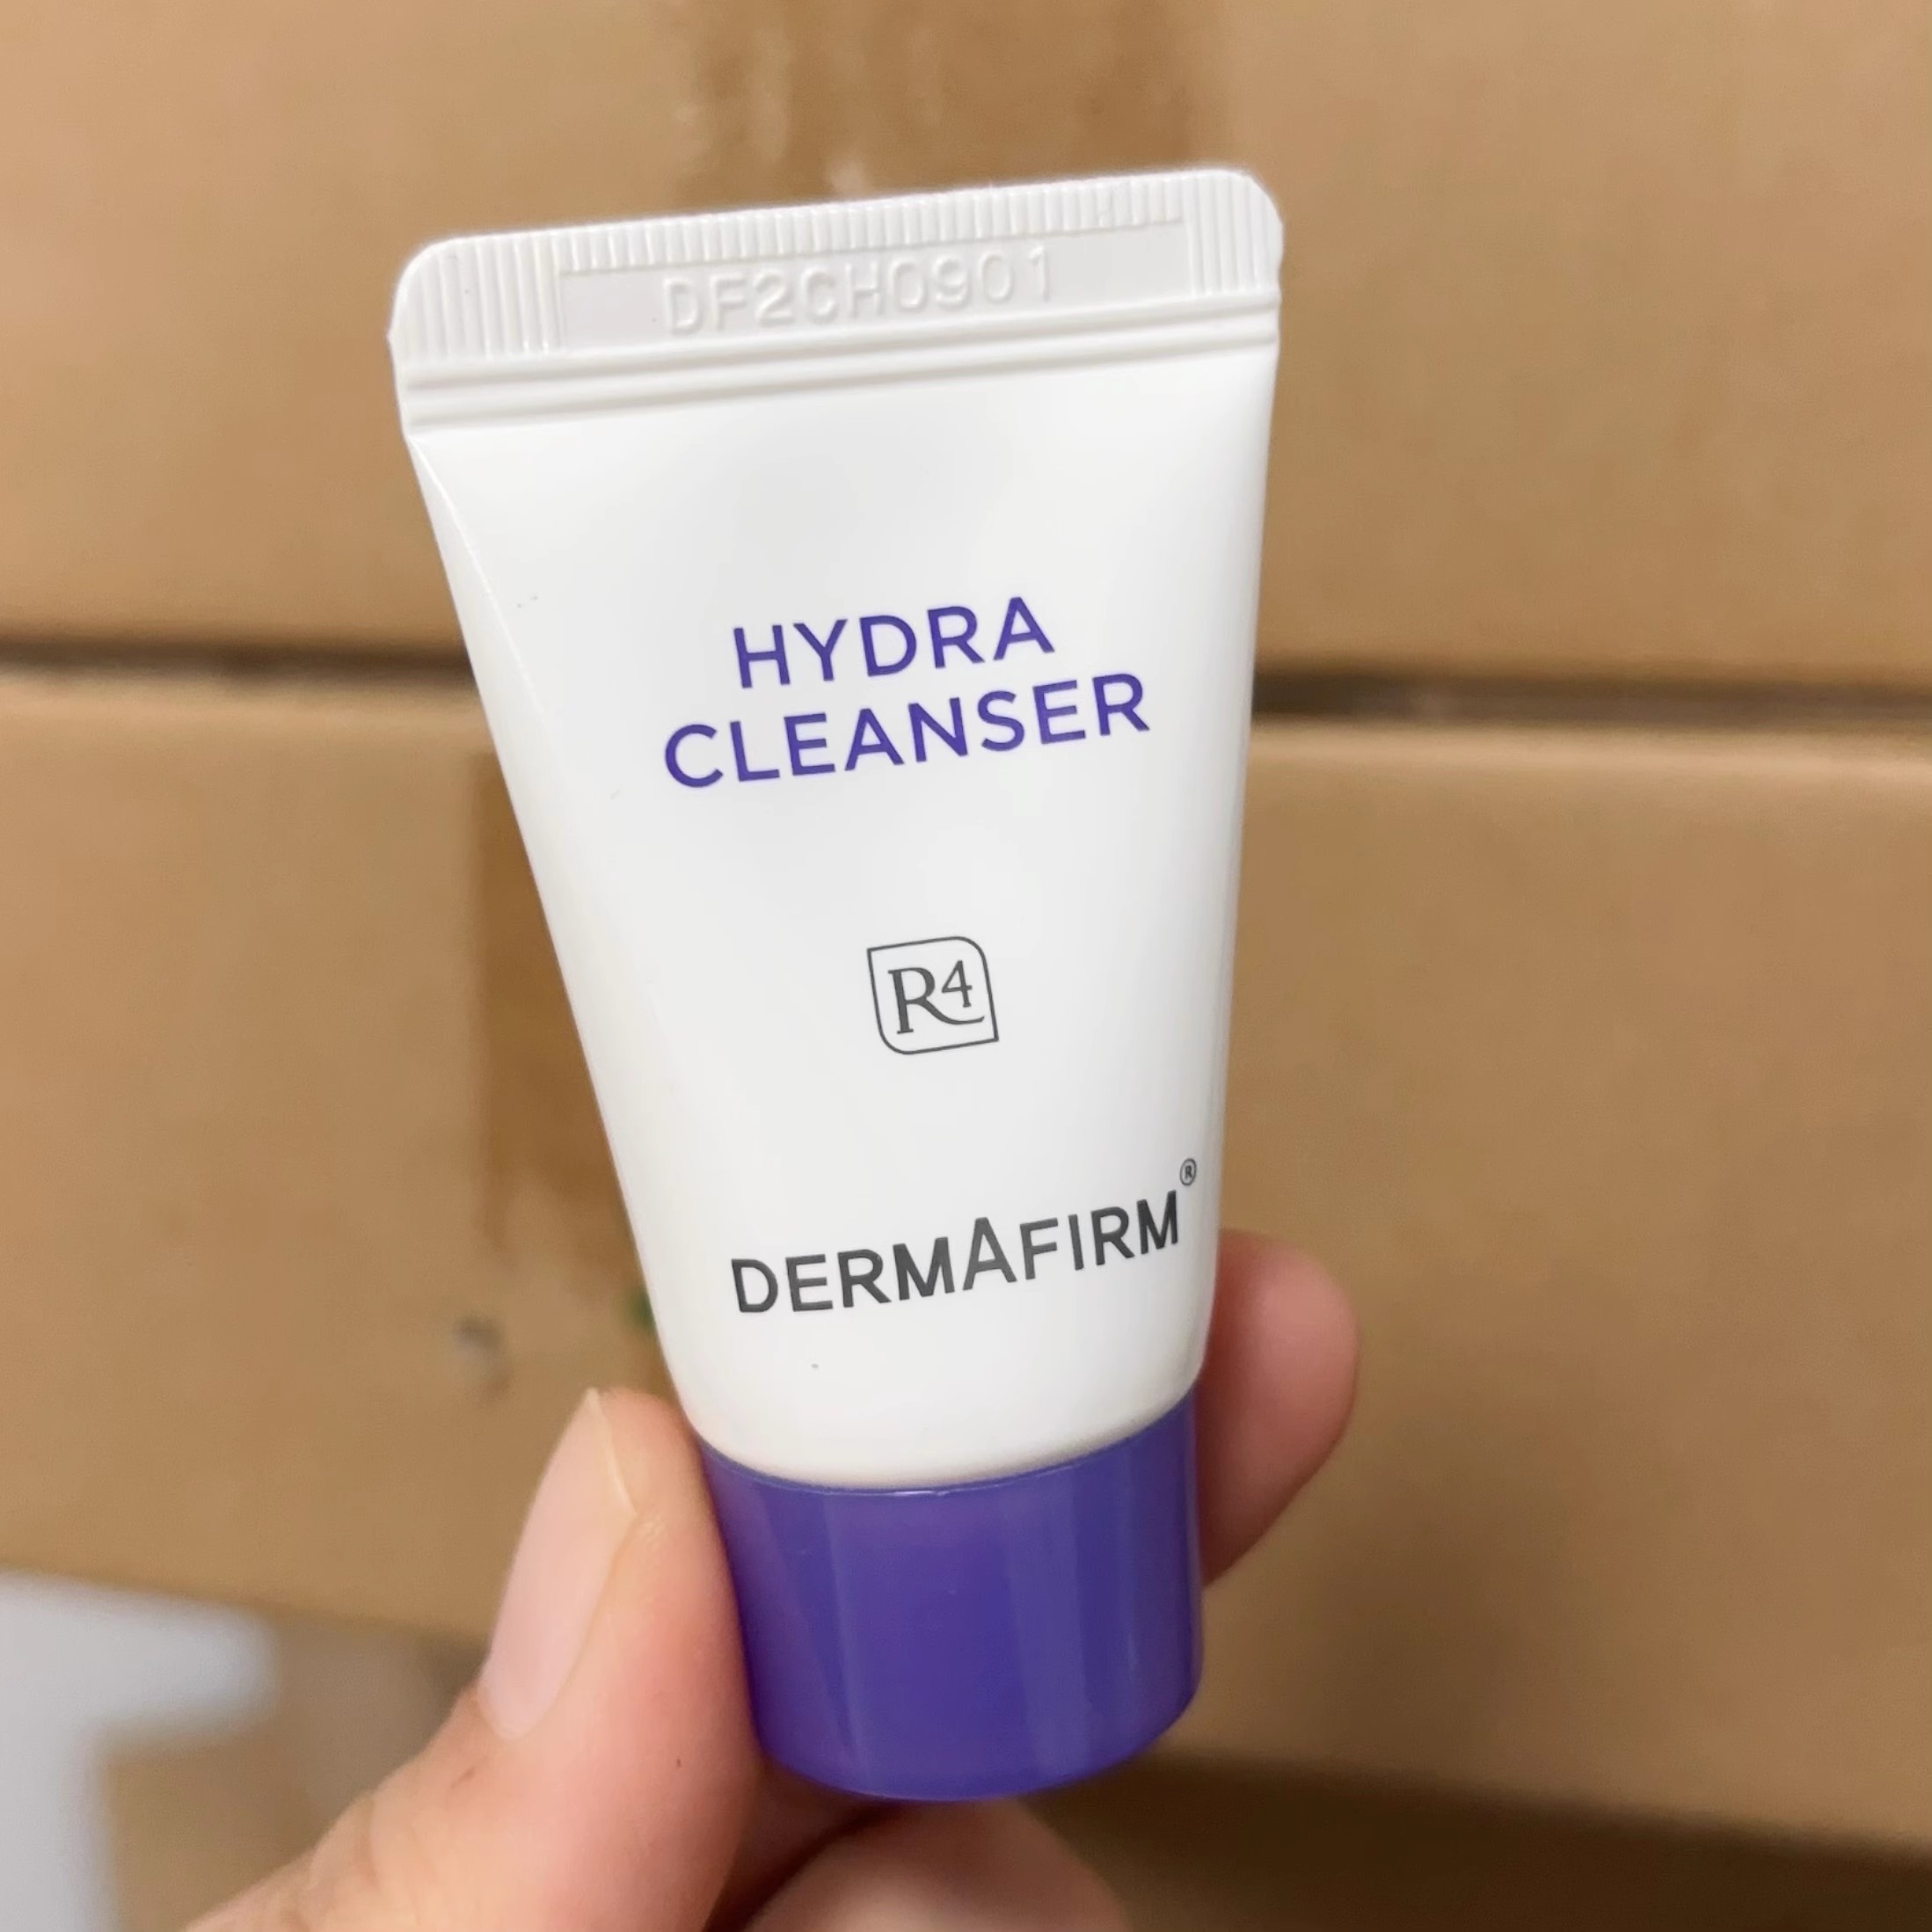 DF2CH0901
HYDRA
CLEANSER
R4
DERMAFIRM®